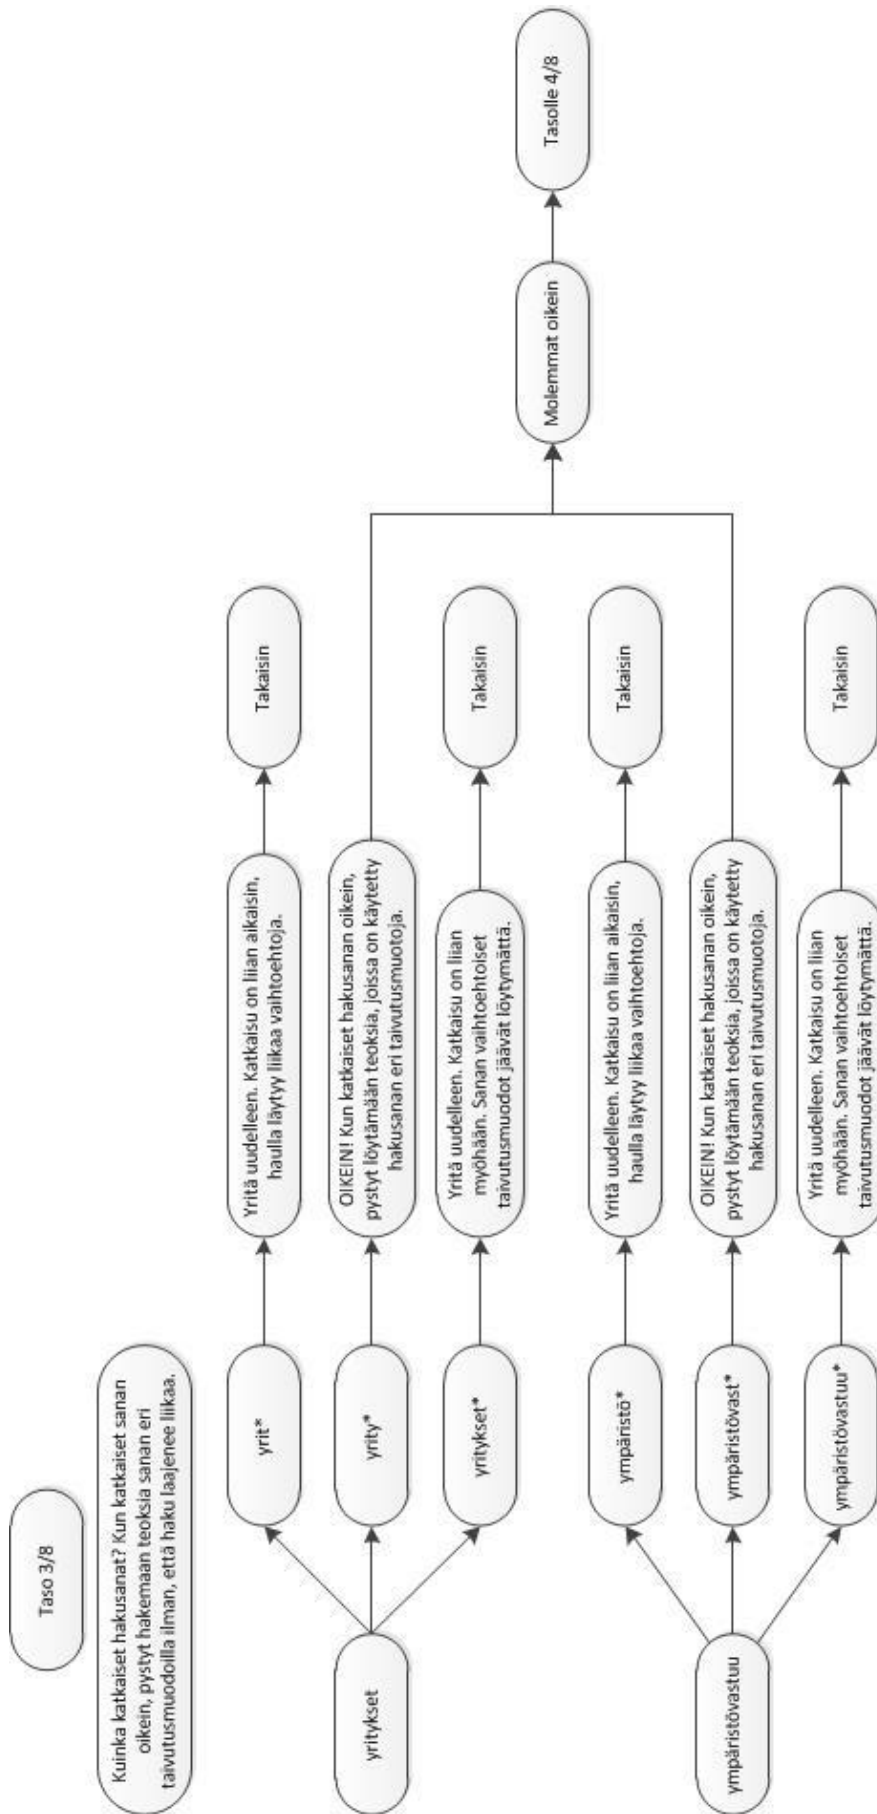 Taso 3/8
Kuinka katkaiset hakusanat? Kun katkaiset sanan
oikein, pystyt hakemaan teoksia sanan eri
taivutusmuodoilla ilman, että haku laajenee liikaa.
yritykset
yrit*
Yritä uudelleen. Katkaisu on liian aikaisin,
haulla läytyy liikaa vaihtoehtoja.
Takaisin
yrity*
OIKEIN! Kun katkaiset hakusanan oikein,
pystyt löytämään teoksia, joissa on käytetty
hakusanan eri taivutusmuotoja.
yritykset*
Yritä uudelleen. Katkaisu on liian
myöhään. Sanan vaihtoehtoiset
taivutusmuodot jäävät löytymättä.
Takaisin
ympäristövastuu
ympäristö*
Yritä uudelleen. Katkaisu on liian aikaisin,
haulla läytyy liikaa vaihtoehtoja.
Takaisin
ympäristövast*
OIKEIN! Kun katkaiset hakusanan oikein,
pystyt löytämään teoksia, joissa on käytetty
hakusanan eri taivutusmuotoja.
ympäristövastuu*
Yritä uudelleen. Katkaisu on liian
myöhään. Sanan vaihtoehtoiset
taivutusmuodot jäävät löytymättä.
Takaisin
Molemmat oikein
Tasolle 4/8